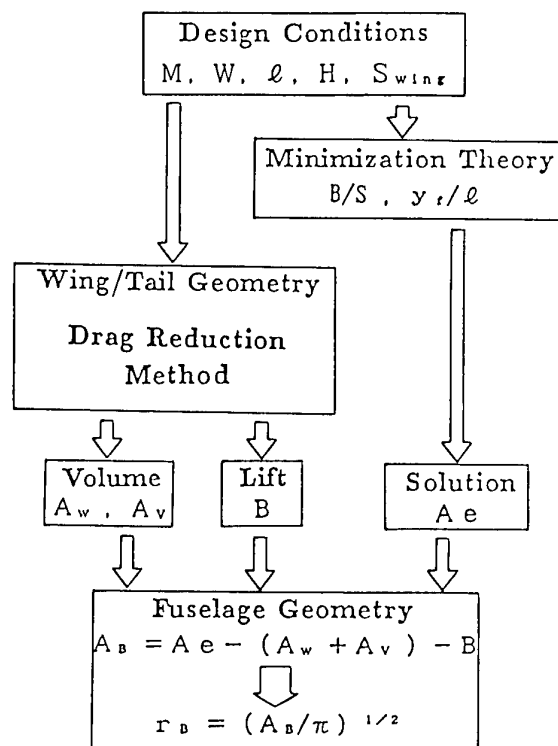 Design Conditions
M, W, ℓ, H, Swing
Minimization Theory
B/S , yf/ℓ
Wing/Tail Geometry
Drag Reduction
Method
Volume
Aw , Av
Lift
B
Solution
Ae
Fuselage Geometry
AB = Ae − (Aw + Av) − B
rB = (AB/π) 1/2